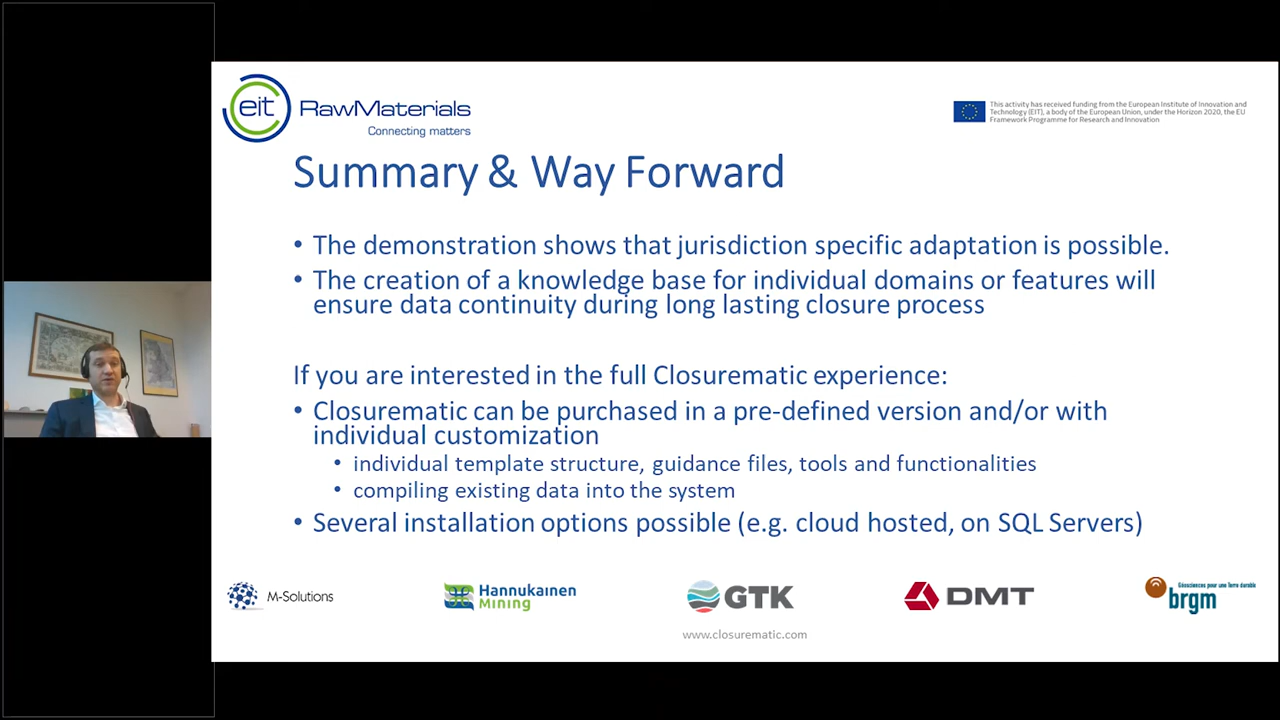 eit RawMaterials
Connecting matters
This activity has received funding from the European Institute of Innovation and
Technology (EIT), a body of the European Union, under the Horizon 2020, the EU
Framework Programme for Research and Innovation
Summary & Way Forward
• The demonstration shows that jurisdiction specific adaptation is possible.
• The creation of a knowledge base for individual domains or features will
ensure data continuity during long lasting closure process
If you are interested in the full Closurematic experience:
• Closurematic can be purchased in a pre-defined version and/or with
individual customization
• individual template structure, guidance files, tools and functionalities
• compiling existing data into the system
• Several installation options possible (e.g. cloud hosted, on SQL Servers)
M-Solutions
Hannukainen
Mining
GTK
DMT
Géosciences pour une Terre durable
brgm
www.closurematic.com